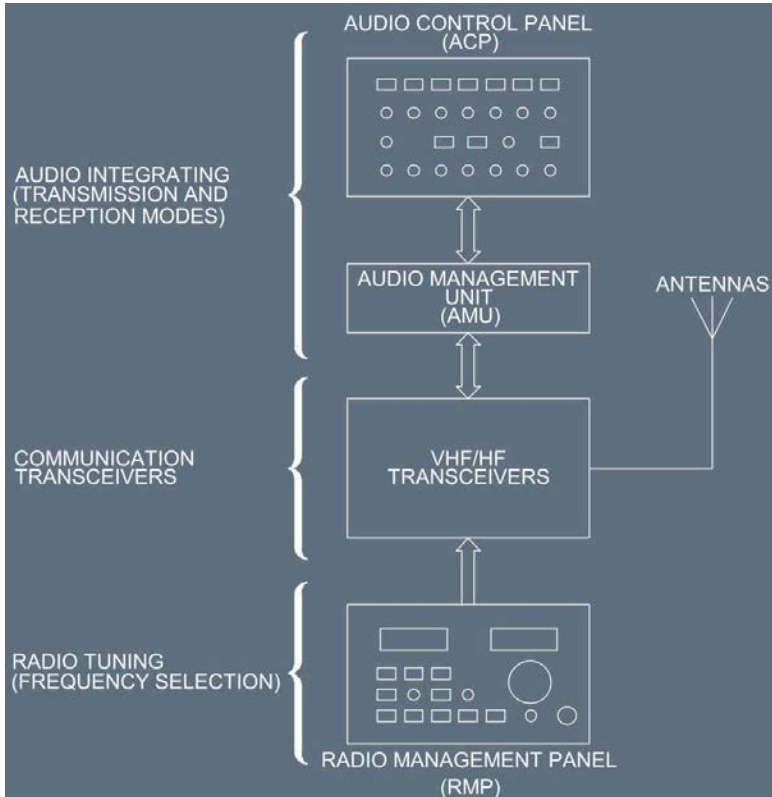 AUDIO CONTROL PANEL
(ACP)
AUDIO INTEGRATING
(TRANSMISSION AND
RECEPTION MODES)
AUDIO MANAGEMENT
UNIT
(AMU)
ANTENNAS
COMMUNICATION
TRANSCEIVERS
VHF/HF
TRANSCEIVERS
RADIO TUNING
(FREQUENCY SELECTION)
RADIO MANAGEMENT PANEL
(RMP)